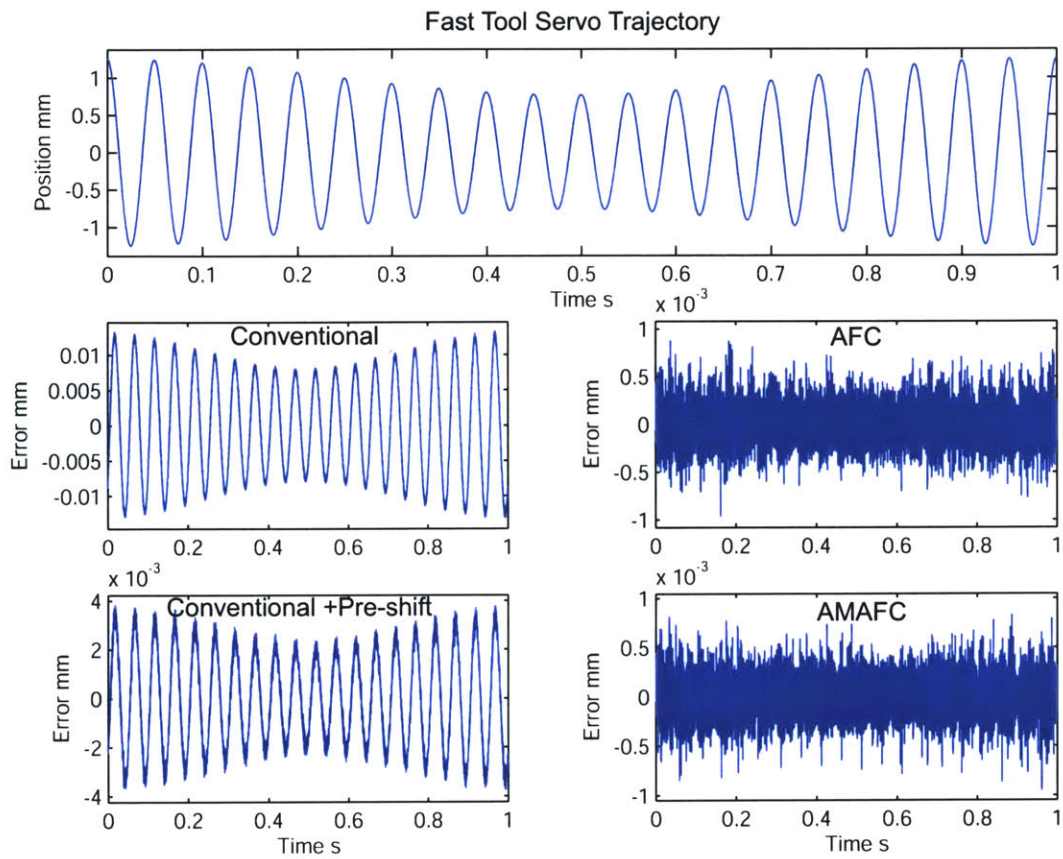 Fast Tool Servo Trajectory
Position mm
1
0.5
0
-0.5
-1
0 0.1 0.2 0.3 0.4 0.5 0.6 0.7 0.8 0.9 1
Time s
Conventional
Error mm
0.01
0.005
0
-0.005
-0.01
0 0.2 0.4 0.6 0.8 1
x 10-3
AFC
Error mm
1
0.5
0
-0.5
-1
0 0.2 0.4 0.6 0.8 1
x 10-3
Conventional +Pre-shift
Error mm
4
2
0
-2
-4
0 0.2 0.4 0.6 0.8 1
Time s
x 10-3
AMAFC
Error mm
1
0.5
0
-0.5
-1
0 0.2 0.4 0.6 0.8 1
Time s